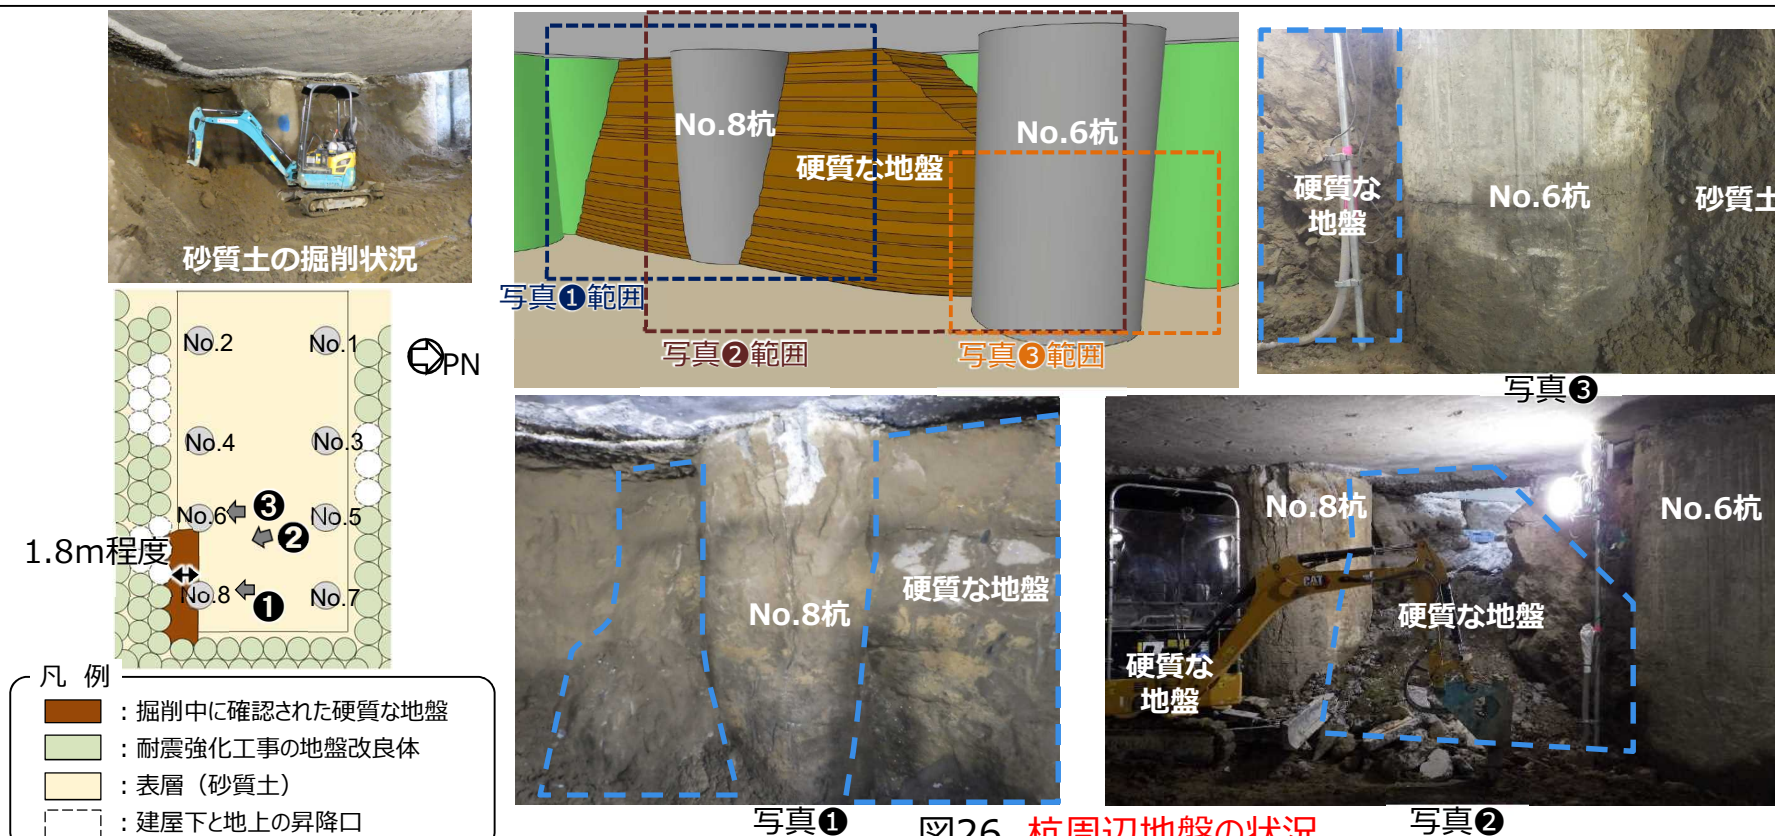 砂質土の掘削状況
No.8杭
No.6杭
硬質な地盤
写真❶範囲
写真❷範囲
写真❸範囲
硬質な
地盤
No.6杭
砂質土
写真❸
No.2
No.1
PN
No.4
No.3
No.6
❸
No.5
❷
1.8m程度
No.8
❶
No.7
凡 例
：掘削中に確認された硬質な地盤
：耐震強化工事の地盤改良体
：表層（砂質土）
：建屋下と地上の昇降口
No.8杭
硬質な地盤
写真❶
No.8杭
No.6杭
CAT
硬質な地盤
硬質な
地盤
写真❷
図26 杭周辺地盤の状況